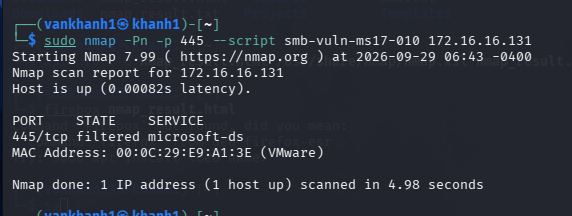 (vankhanh1㉿khanh1)-[~]
$ sudo nmap -Pn -p 445 --script smb-vuln-ms17-010 172.16.16.131
Starting Nmap 7.99 ( https://nmap.org ) at 2026-09-29 06:43 -0400
Nmap scan report for 172.16.16.131
Host is up (0.00082s latency).
PORT    STATE    SERVICE
445/tcp filtered microsoft-ds
MAC Address: 00:0C:29:E9:A1:3E (VMware)
Nmap done: 1 IP address (1 host up) scanned in 4.98 seconds
(vankhanh1㉿khanh1)-[~]